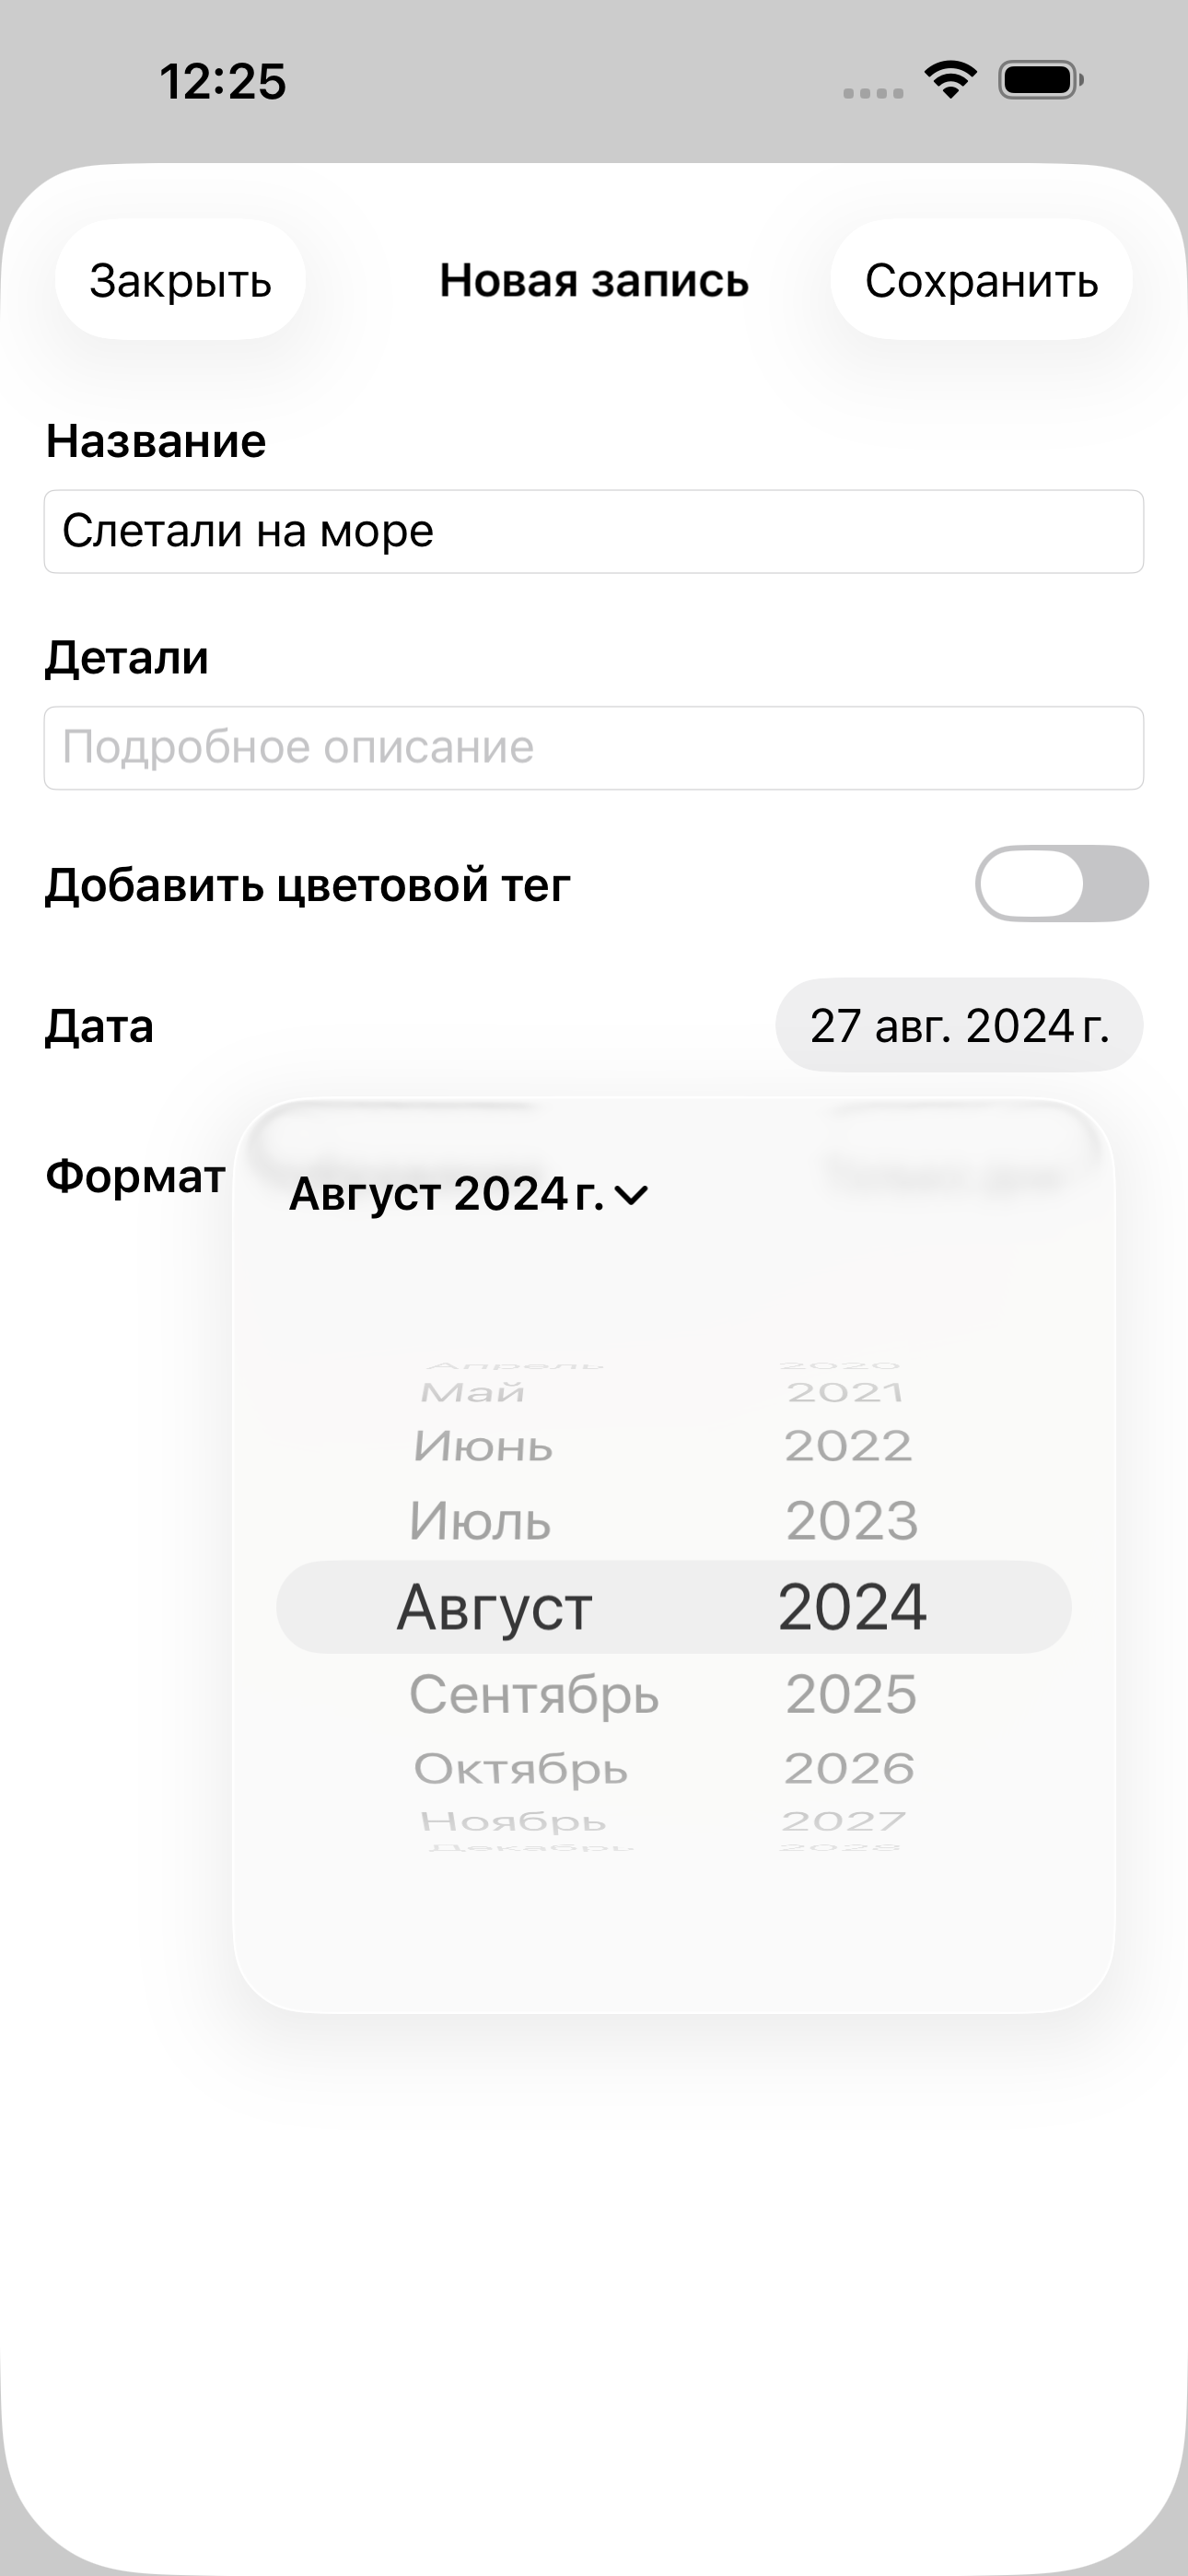 12:25
Закрыть
Новая запись
Сохранить
Название
Слетали на море
Детали
Подробное описание
Добавить цветовой тег
Дата
27 авг. 2024 г.
Формат
Август 2024 г.
Апрель 2020
Май 2021
Июнь 2022
Июль 2023
Август 2024
Сентябрь 2025
Октябрь 2026
Ноябрь 2027
Декабрь 2028